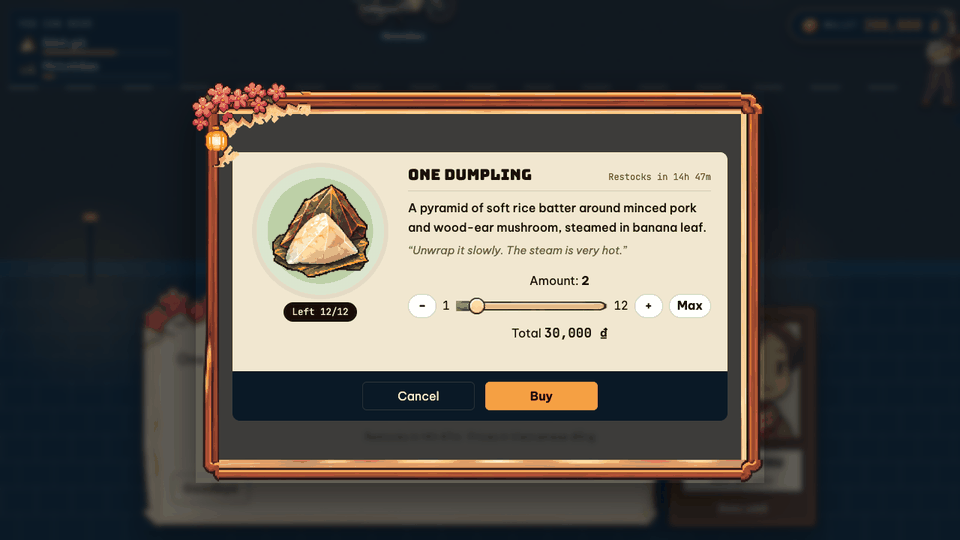 ONE DUMPLING
Restocks in 14h 47m
A pyramid of soft rice batter around minced pork
and wood-ear mushroom, steamed in banana leaf.
“Unwrap it slowly. The steam is very hot.”
Amount: 2
- 1 12 + Max
Left 12/12
Total 30,000 ₫
Cancel Buy